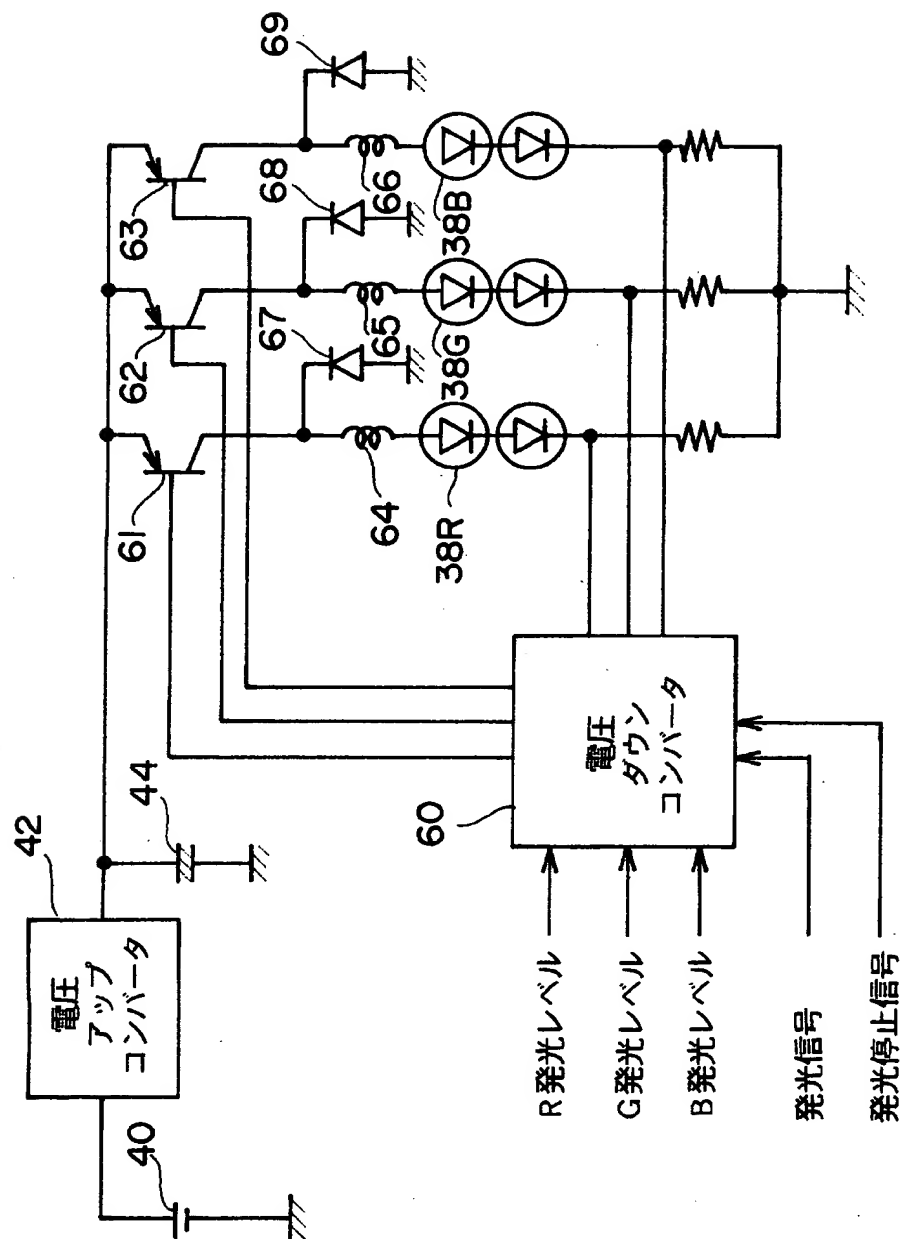 40
42
電圧
アップ
コンバータ
44
61
62
63
64
65
66
67
68
69
38R
38G
38B
60
電圧
ダウン
コンバータ
R発光レベル
G発光レベル
B発光レベル
発光信号
発光停止信号